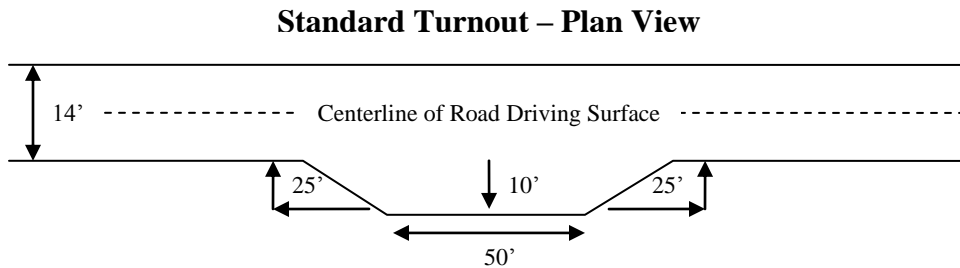 Standard Turnout – Plan View
14’
Centerline of Road Driving Surface
25’
10’
25’
50’